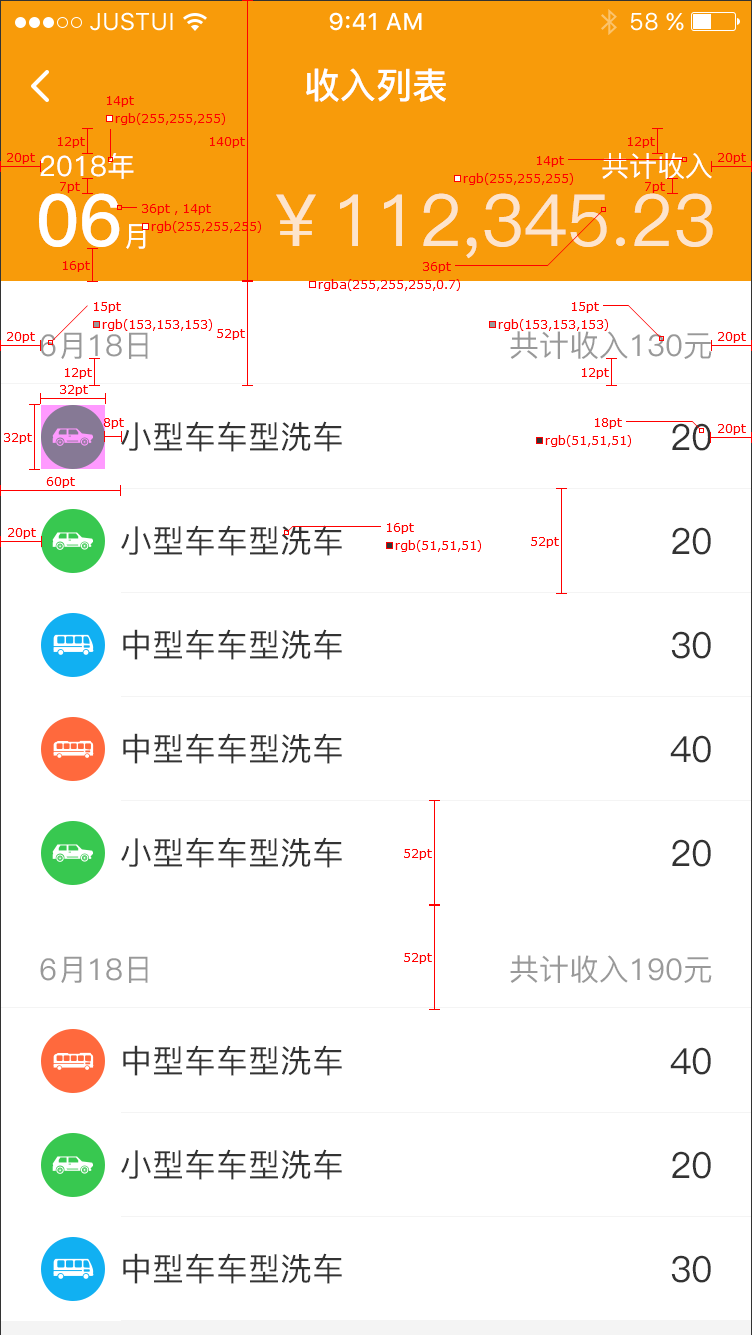 JUSTUI 9:41 AM 58 %
收入列表
14pt
rgb(255,255,255)
12pt 140pt 12pt
20pt 2018年 14pt 共计收入 20pt
7pt rgb(255,255,255) 7pt
06月 36pt , 14pt ￥112,345.23
rgb(255,255,255)
16pt 36pt
rgba(255,255,255,0.7)
15pt 15pt
rgb(153,153,153) rgb(153,153,153)
20pt 52pt 20pt
6月18日 共计收入130元
12pt 12pt
32pt
8pt 18pt 20pt
32pt 小型车车型洗车 rgb(51,51,51) 20
60pt
16pt
20pt 小型车车型洗车 rgb(51,51,51) 52pt 20
中型车车型洗车 30
中型车车型洗车 40
小型车车型洗车 52pt 20
52pt
6月18日 共计收入190元
中型车车型洗车 40
小型车车型洗车 20
中型车车型洗车 30